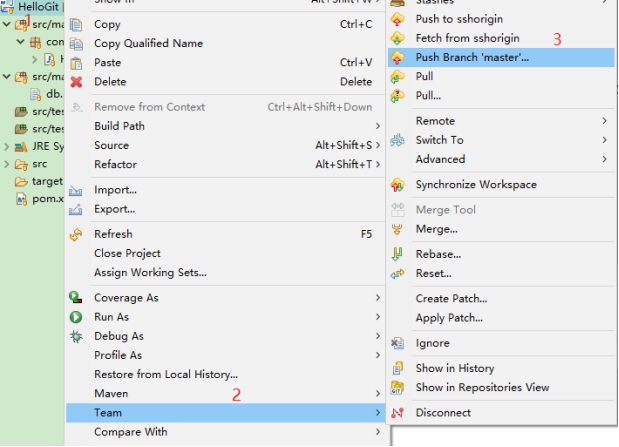 HelloGit
1
src/ma
con
src/ma
db.
src/tes
src/tes
JRE Sy
src
target
pom.x
Show In Alt+Shift+W >
Copy Ctrl+C
Copy Qualified Name
Paste Ctrl+V
Delete Delete
Remove from Context Ctrl+Alt+Shift+Down
Build Path >
Source Alt+Shift+S >
Refactor Alt+Shift+T >
Import...
Export...
Refresh F5
Close Project
Assign Working Sets...
Coverage As >
Run As >
Debug As >
Profile As >
Restore from Local History...
Maven 2 >
Team >
Compare With >
Stashes >
Push to sshorigin
Fetch from sshorigin 3
Push Branch 'master'...
Pull
Pull...
Remote >
Switch To >
Advanced >
Synchronize Workspace
Merge Tool
Merge...
Rebase...
Reset...
Create Patch...
Apply Patch...
Ignore
Show in History
GIT Show in Repositories View
Disconnect